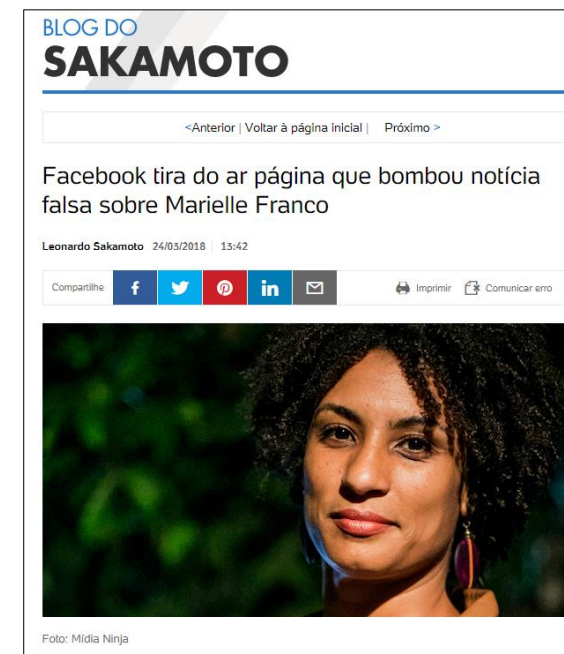 BLOG DO
SAKAMOTO
<Anterior | Voltar à página inicial | Próximo >
Facebook tira do ar página que bombou notícia
falsa sobre Marielle Franco
Leonardo Sakamoto 24/03/2018 | 13:42
Compartilhe
Imprimir
Comunicar erro
Foto: Mídia Ninja